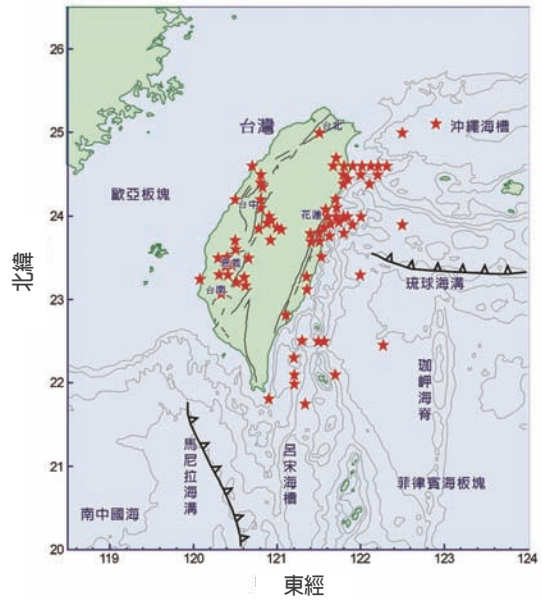 26
25
24
23
22
21
20
119
120
121
122
123
124
北緯
東經
台灣
台北
沖繩海槽
歐亞板塊
台中
花蓮
嘉義
台南
琉球海溝
珈岬海脊
馬尼拉海溝
呂宋海槽
菲律賓海板塊
南中國海